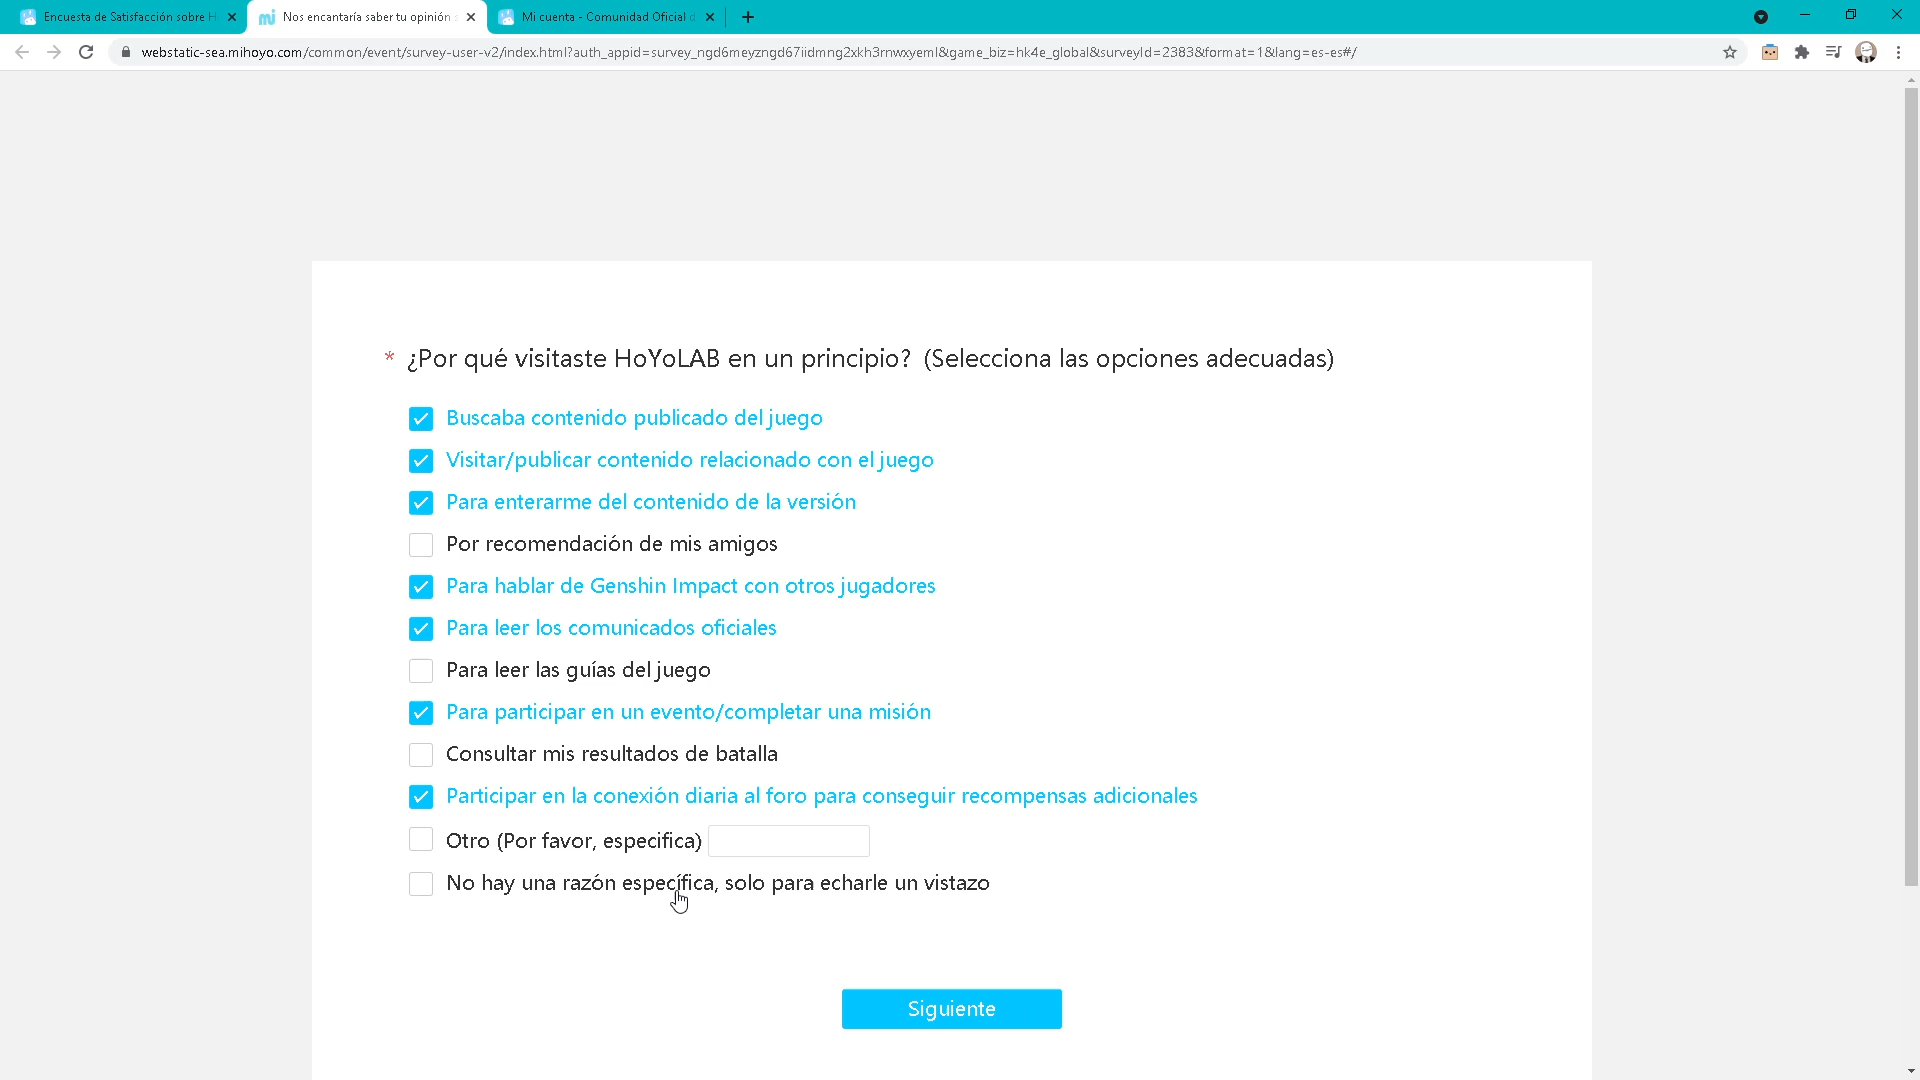 Encuesta de Satisfacción sobre H
Nos encantaría saber tu opinión s
Mi cuenta - Comunidad Oficial d
webstatic-sea.mihoyo.com/common/event/survey-user-v2/index.html?auth_appid=survey_ngd6meyzngd67iidmng2xkh3rnwxyeml&game_biz=hk4e_global&surveyId=2383&format=1&lang=es-es#/
* ¿Por qué visitaste HoYoLAB en un principio? (Selecciona las opciones adecuadas)
Buscaba contenido publicado del juego
Visitar/publicar contenido relacionado con el juego
Para enterarme del contenido de la versión
Por recomendación de mis amigos
Para hablar de Genshin Impact con otros jugadores
Para leer los comunicados oficiales
Para leer las guías del juego
Para participar en un evento/completar una misión
Consultar mis resultados de batalla
Participar en la conexión diaria al foro para conseguir recompensas adicionales
Otro (Por favor, especifica)
No hay una razón específica, solo para echarle un vistazo
Siguiente